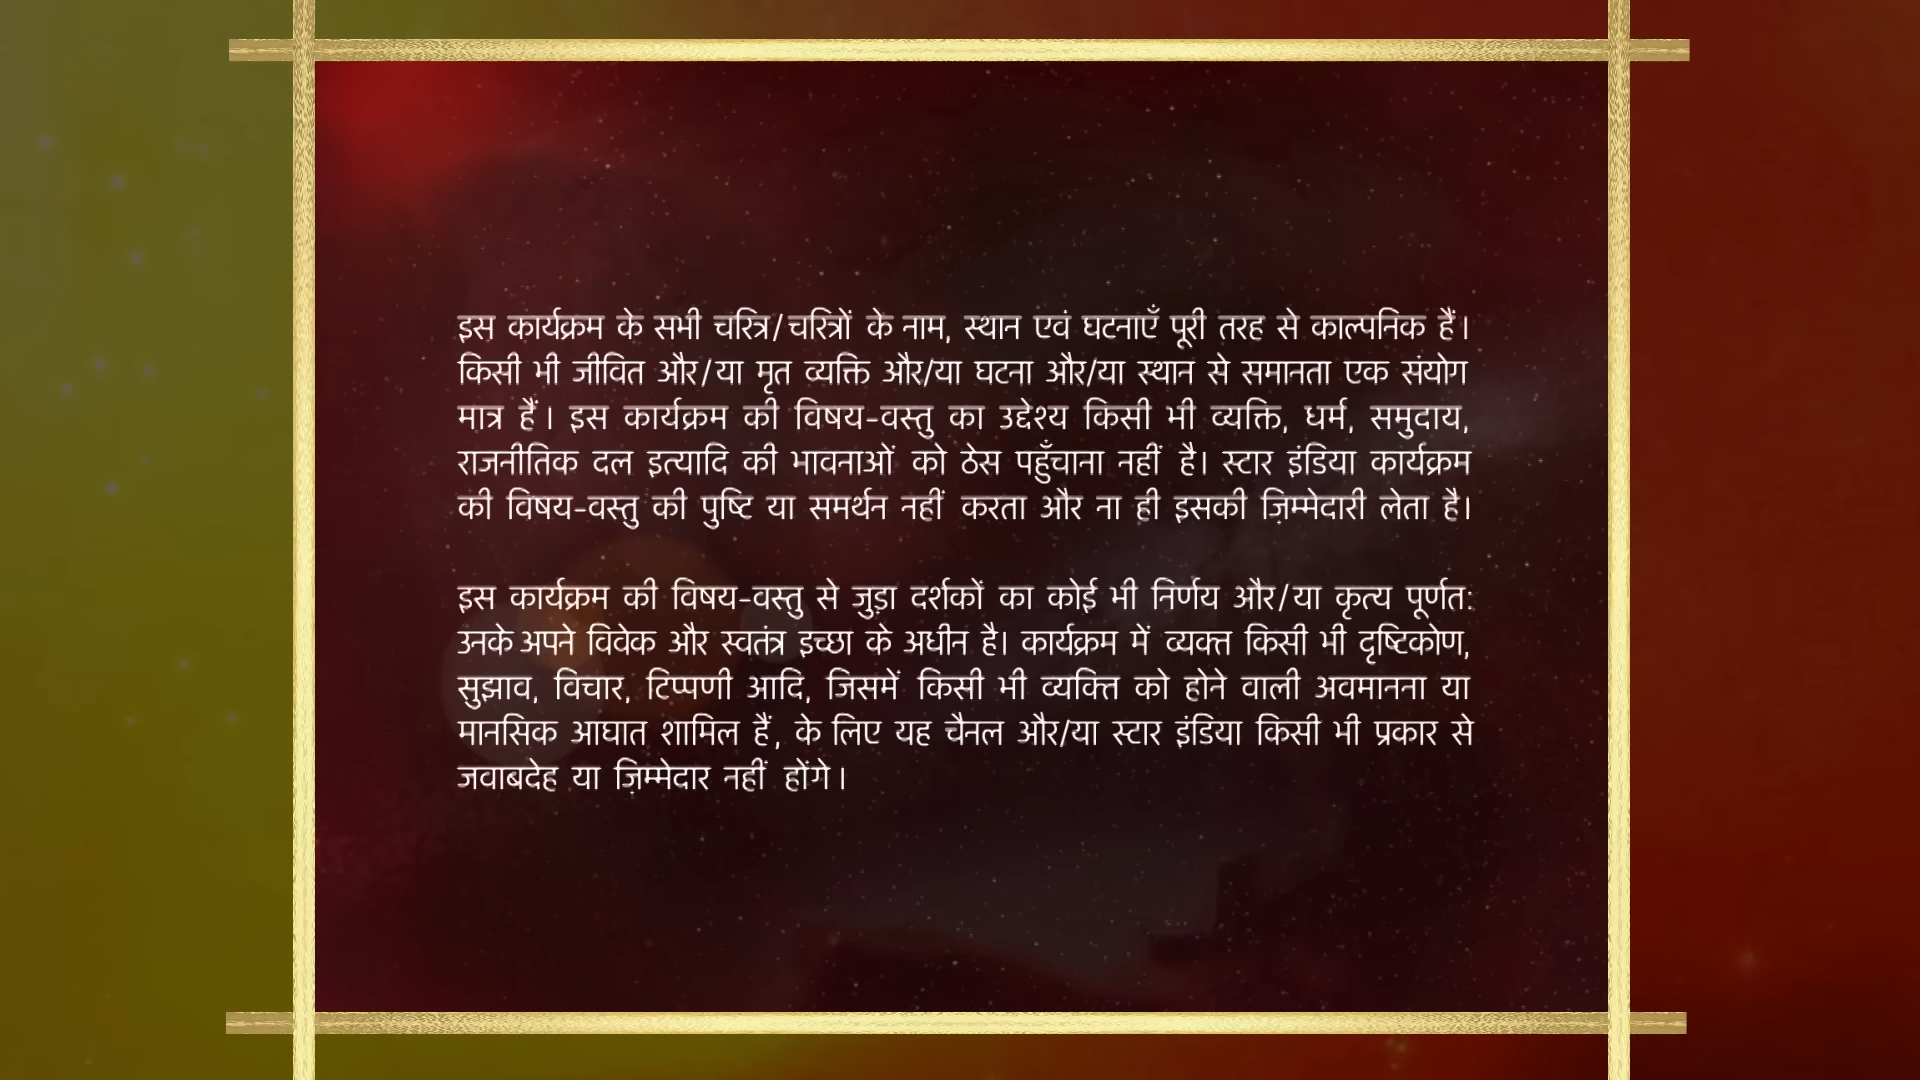 इस कार्यक्रम के सभी चरित्र/चरित्रों के नाम, स्थान एवं घटनाएँ पूरी तरह से काल्पनिक हैं।
किसी भी जीवित और/या मृत व्यक्ति और/या घटना और/या स्थान से समानता एक संयोग
मात्र हैं। इस कार्यक्रम की विषय-वस्तु का उद्देश्य किसी भी व्यक्ति, धर्म, समुदाय,
राजनीतिक दल इत्यादि की भावनाओं को ठेस पहुँचाना नहीं है। स्टार इंडिया कार्यक्रम
की विषय-वस्तु की पुष्टि या समर्थन नहीं करता और ना ही इसकी ज़िम्मेदारी लेता है।
इस कार्यक्रम की विषय-वस्तु से जुड़ा दर्शकों का कोई भी निर्णय और/या कृत्य पूर्णत:
उनके अपने विवेक और स्वतंत्र इच्छा के अधीन है। कार्यक्रम में व्यक्त किसी भी दृष्टिकोण,
सुझाव, विचार, टिप्पणी आदि, जिसमें किसी भी व्यक्ति को होने वाली अवमानना या
मानसिक आघात शामिल हैं, के लिए यह चैनल और/या स्टार इंडिया किसी भी प्रकार से
जवाबदेह या ज़िम्मेदार नहीं होंगे।